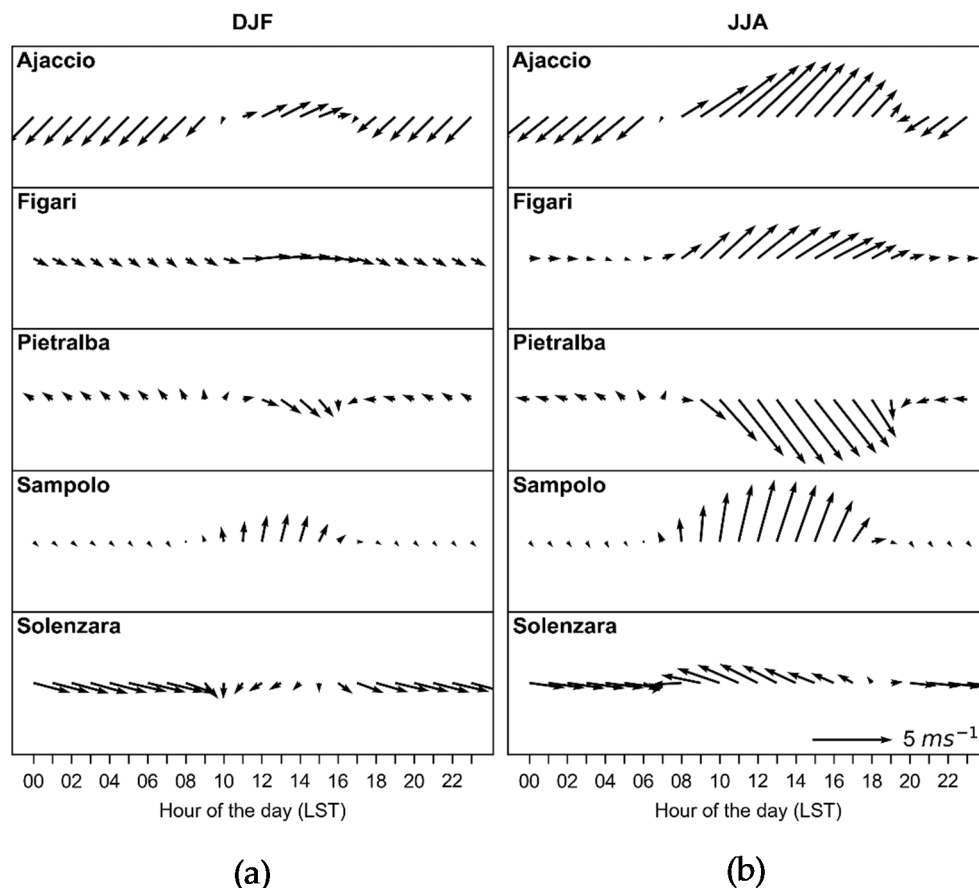 DJF
Ajaccio
Figari
Pietralba
Sampolo
Solenzara
00 02 04 06 08 10 12 14 16 18 20 22
Hour of the day (LST)
(a)
JJA
Ajaccio
Figari
Pietralba
Sampolo
Solenzara
5 ms⁻¹
00 02 04 06 08 10 12 14 16 18 20 22
Hour of the day (LST)
(b)